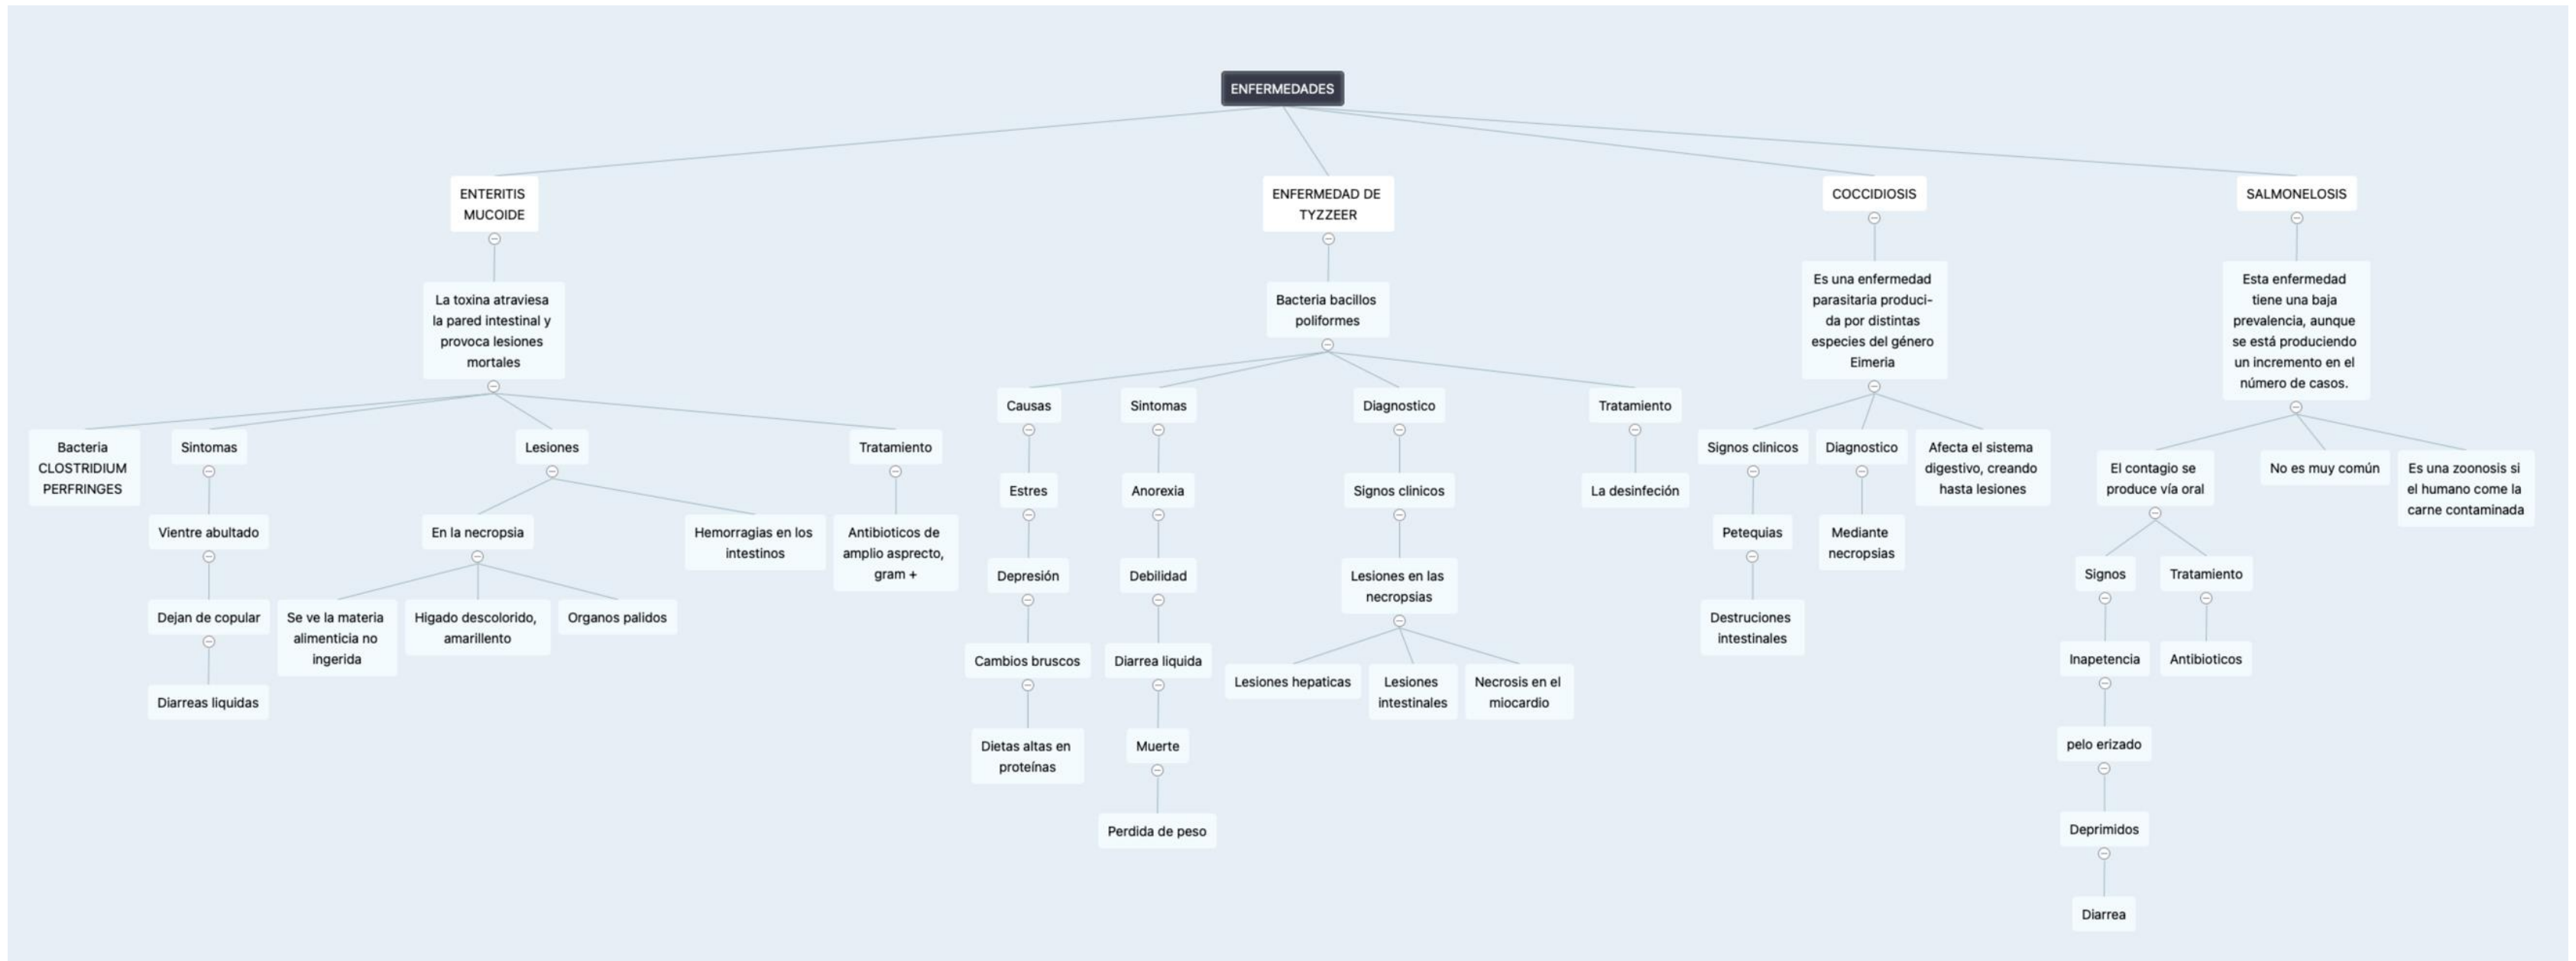 ENFERMEDADES
ENTERITIS
MUCOIDE
La toxina atraviesa
la pared intestinal y
provoca lesiones
mortales
Bacteria
CLOSTRIDIUM
PERFRINGES
Sintomas
Vientre abultado
Dejan de copular
Diarreas liquidas
Lesiones
En la necropsia
Se ve la materia
alimenticia no
ingerida
Higado descolorido,
amarillento
Organos palidos
Hemorragias en los
intestinos
Tratamiento
Antibioticos de
amplio asprecto,
gram +
ENFERMEDAD DE
TYZZEER
Bacteria bacillos
poliformes
Causas
Estres
Depresión
Cambios bruscos
Dietas altas en
proteínas
Sintomas
Anorexia
Debilidad
Diarrea liquida
Muerte
Perdida de peso
Diagnostico
Signos clinicos
Lesiones en las
necropsias
Lesiones hepaticas
Lesiones
intestinales
Necrosis en el
miocardio
Tratamiento
La desinfeción
COCCIDIOSIS
Es una enfermedad
parasitaria produci-
da por distintas
especies del género
Eimeria
Signos clinicos
Petequias
Destruciones
intestinales
Diagnostico
Mediante
necropsias
Afecta el sistema
digestivo, creando
hasta lesiones
SALMONELOSIS
Esta enfermedad
tiene una baja
prevalencia, aunque
se está produciendo
un incremento en el
número de casos.
El contagio se
produce vía oral
Signos
Inapetencia
pelo erizado
Deprimidos
Diarrea
Tratamiento
Antibioticos
No es muy común
Es una zoonosis si
el humano come la
carne contaminada